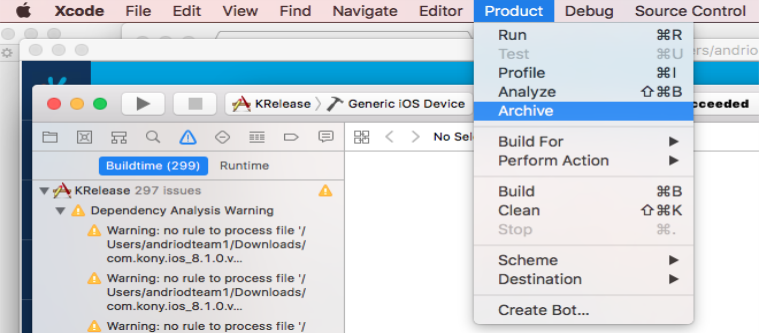 Xcode File Edit View Find Navigate Editor Product Debug Source Control
Run ⌘R
Test ⌘U
rs/andriotea
Profile ⌘I
Analyze ⇧⌘B
KRelease Generic iOS Device
cceeded
Archive
No Sele
Build For
Buildtime (299) Runtime
Perform Action
KRelease 297 issues
Build ⌘B
Dependency Analysis Warning
Clean ⇧⌘K
Warning: no rule to process file '/
Stop ⌘.
Users/andriodteam1/Downloads/
com.kony.ios_8.1.0.v...
Scheme
Warning: no rule to process file '/
Destination
Users/andriodteam1/Downloads/
com.kony.ios_8.1.0.v...
Create Bot...
Warning: no rule to process file '/